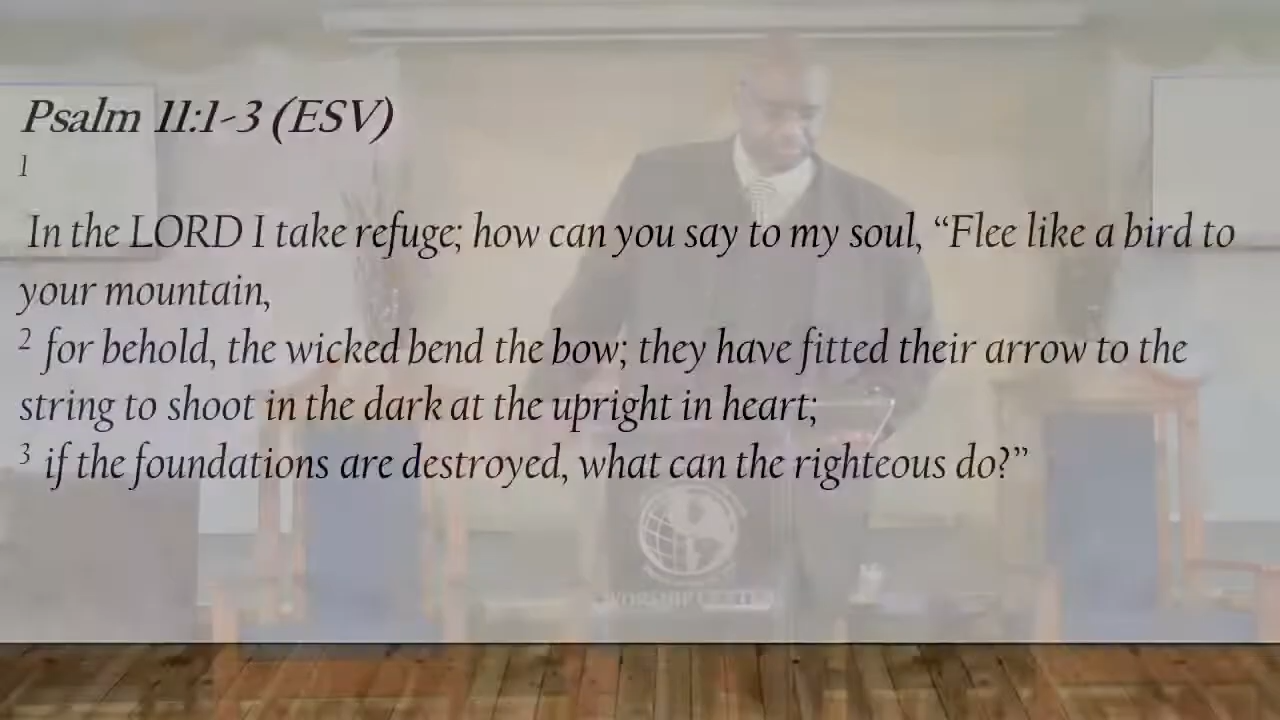 Psalm 11:1-3 (ESV)
1
In the LORD I take refuge; how can you say to my soul, “Flee like a bird to
your mountain,
2 for behold, the wicked bend the bow; they have fitted their arrow to the
string to shoot in the dark at the upright in heart;
3 if the foundations are destroyed, what can the righteous do?”
WORSHIP CENTER